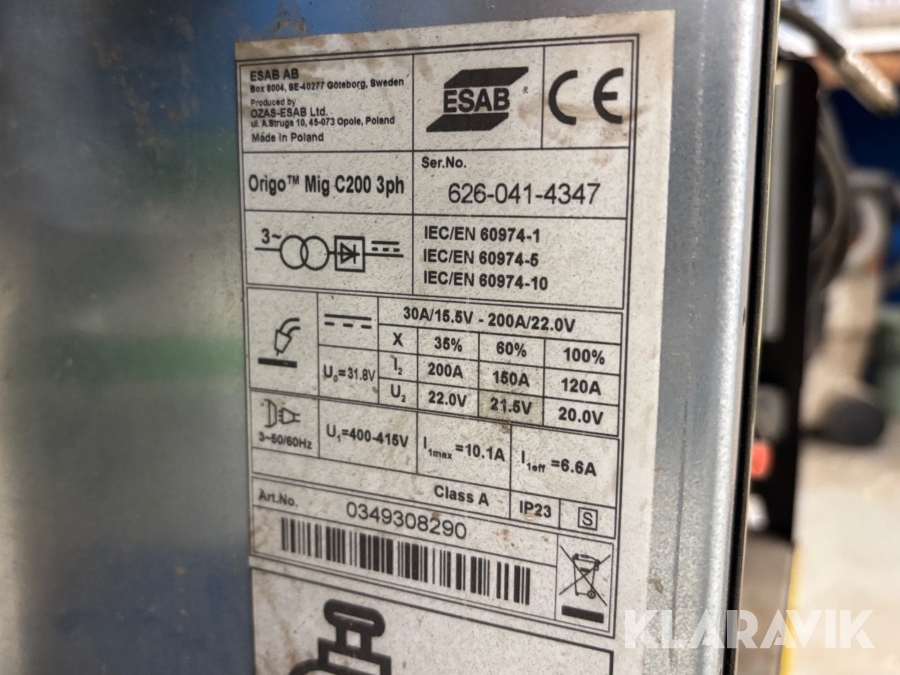 ESAB AB
Box 8004, SE-40277 Göteborg, Sweden
Produced by
OZAS-ESAB Ltd.
ul. A.Struga 10, 45-073 Opole, Poland
Made in Poland
ESAB ®
CE
Origo™ Mig C200 3ph
Ser.No.
626-041-4347
3~
IEC/EN 60974-1
IEC/EN 60974-5
IEC/EN 60974-10
30A/15.5V - 200A/22.0V
X 35% 60% 100%
U₀=31.8V
I₂ 200A 150A 120A
U₂ 22.0V 21.5V 20.0V
3~50/60Hz
U₁=400-415V
I₁max =10.1A
I₁eff =6.6A
Class A
IP23
S
Art.No.
0349308290
KLARAVIK